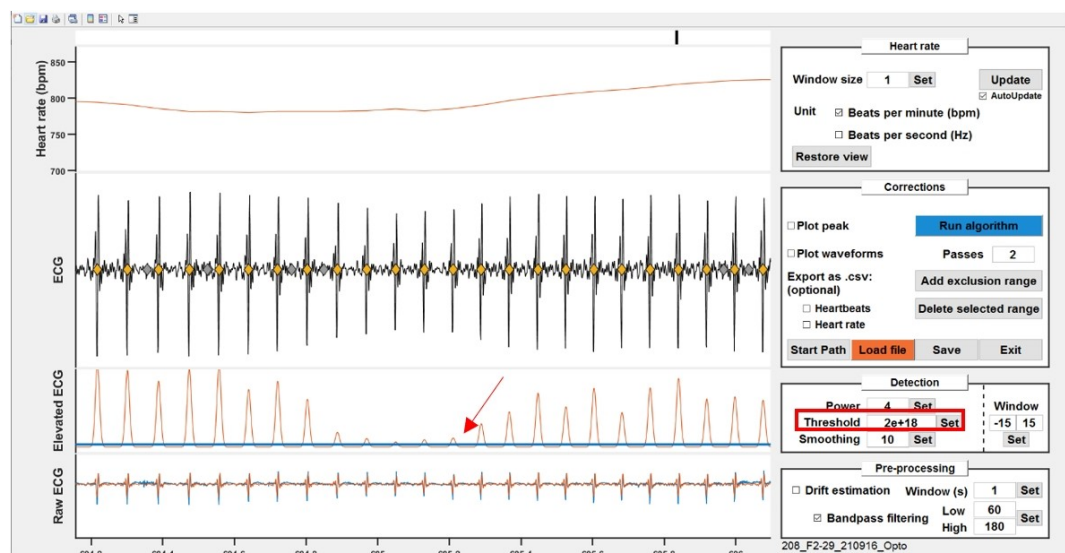 Heart rate (bpm)
850
800
750
700
ECG
Elevated ECG
Raw ECG
Heart rate
Window size 1 Set Update
AutoUpdate
Unit Beats per minute (bpm)
Beats per second (Hz)
Restore view
Corrections
Plot peak Run algorithm
Plot waveforms Passes 2
Export as .csv: Add exclusion range
(optional)
Heartbeats Delete selected range
Heart rate
Start Path Load file Save Exit
Detection
Power 4 Set Window
Threshold 2e+18 Set -15 15
Smoothing 10 Set Set
Pre-processing
Drift estimation Window (s) 1 Set
Bandpass filtering Low 60 Set
High 180
208_F2-29_210916_Opto